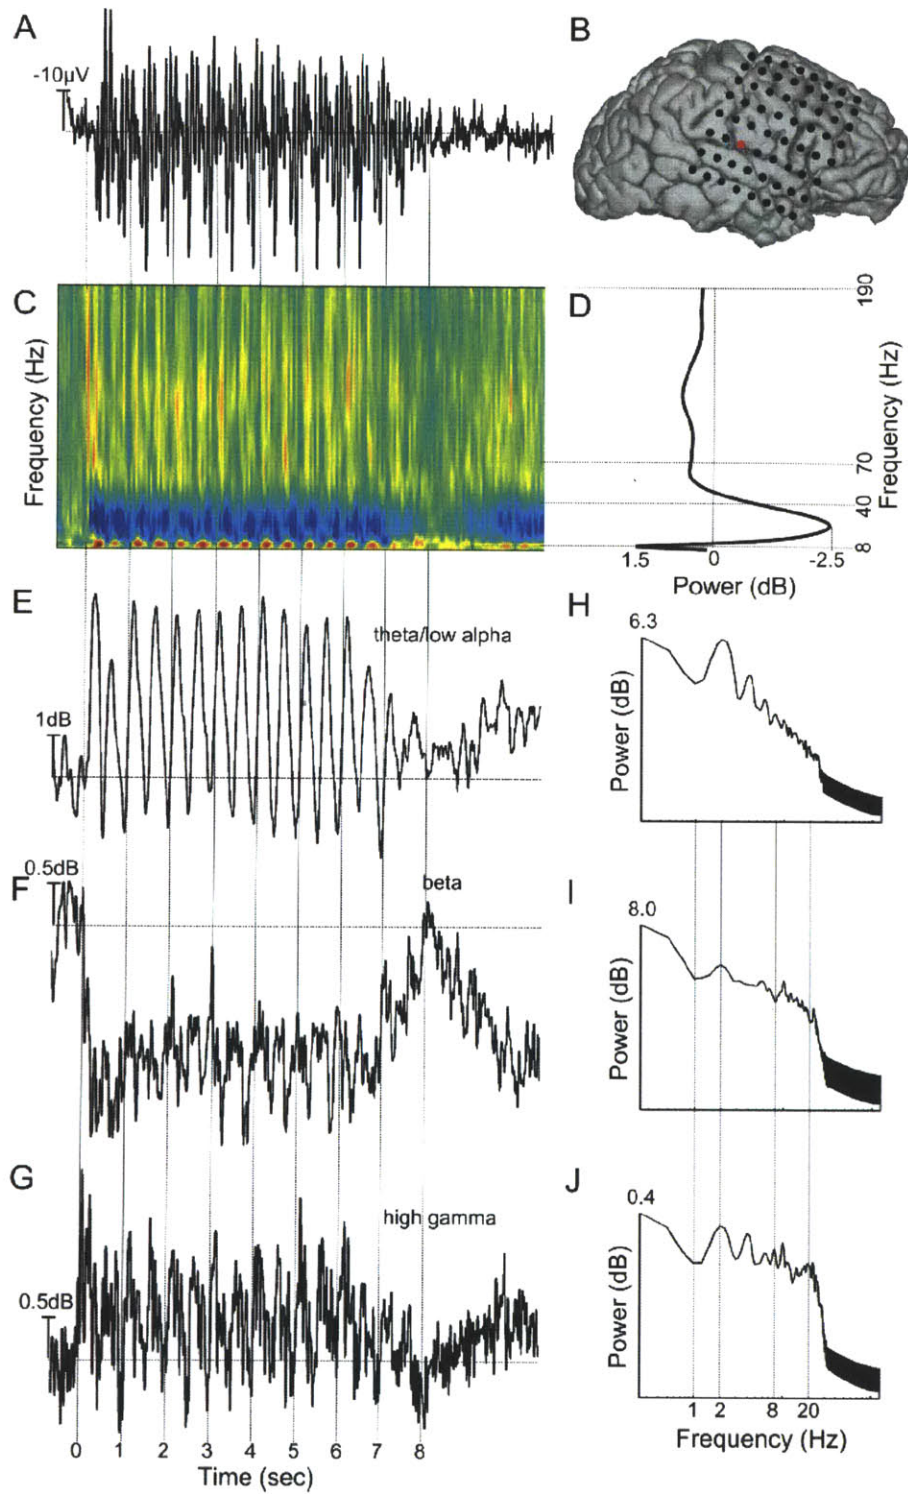 A
-10µV
B
C
Frequency (Hz)
D
190
70
40
8
Frequency (Hz)
1.5 0 -2.5
Power (dB)
E
theta/low alpha
1dB
H
6.3
Power (dB)
F
0.5dB
beta
I
8.0
Power (dB)
G
high gamma
0.5dB
0 1 2 3 4 5 6 7 8
Time (sec)
J
0.4
Power (dB)
1 2 8 20
Frequency (Hz)